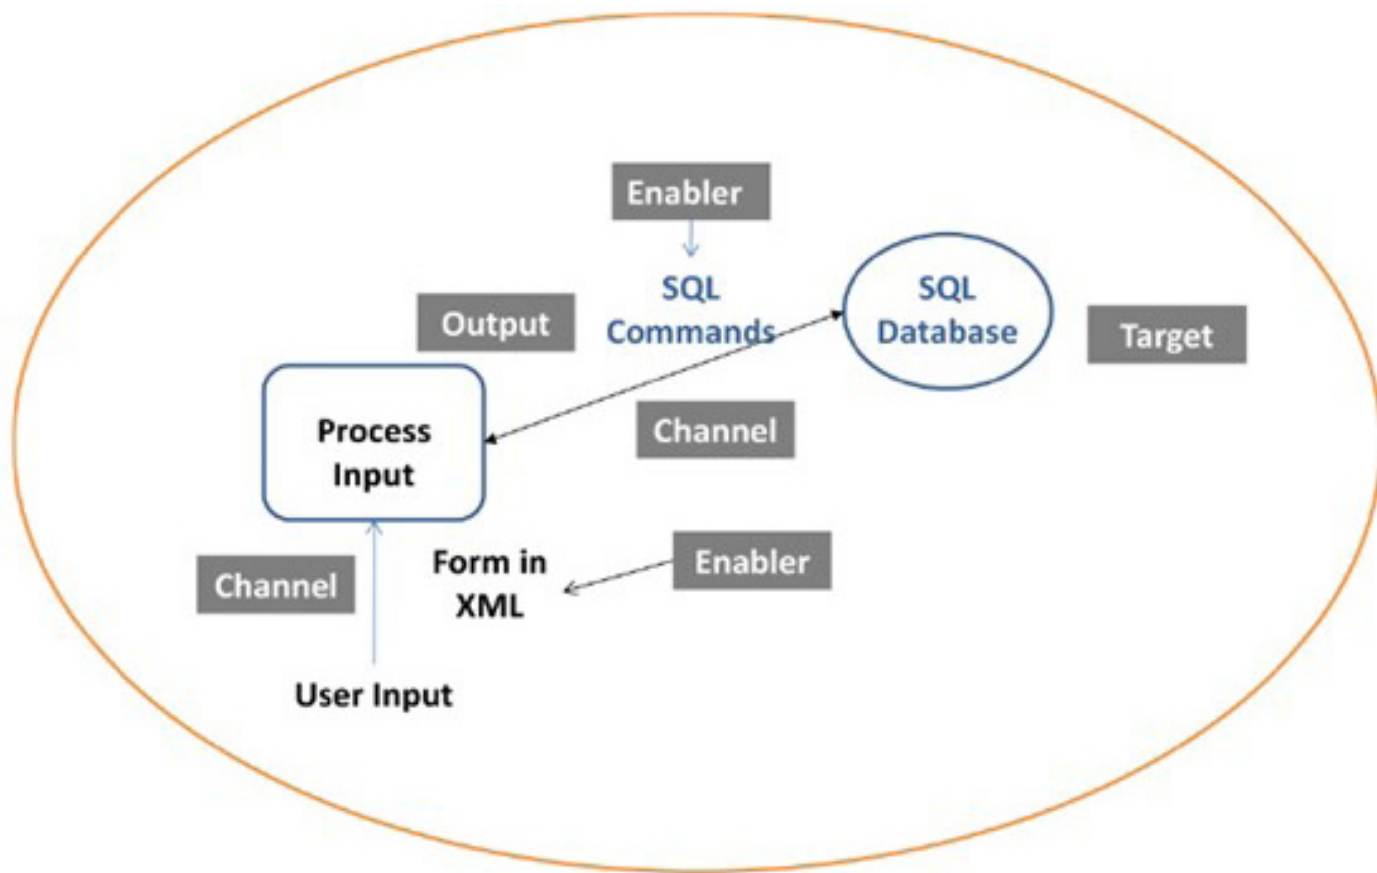 Enabler
SQL
Commands
SQL
Database
Output
Target
Process
Input
Channel
Channel
Form in
XML
Enabler
User Input